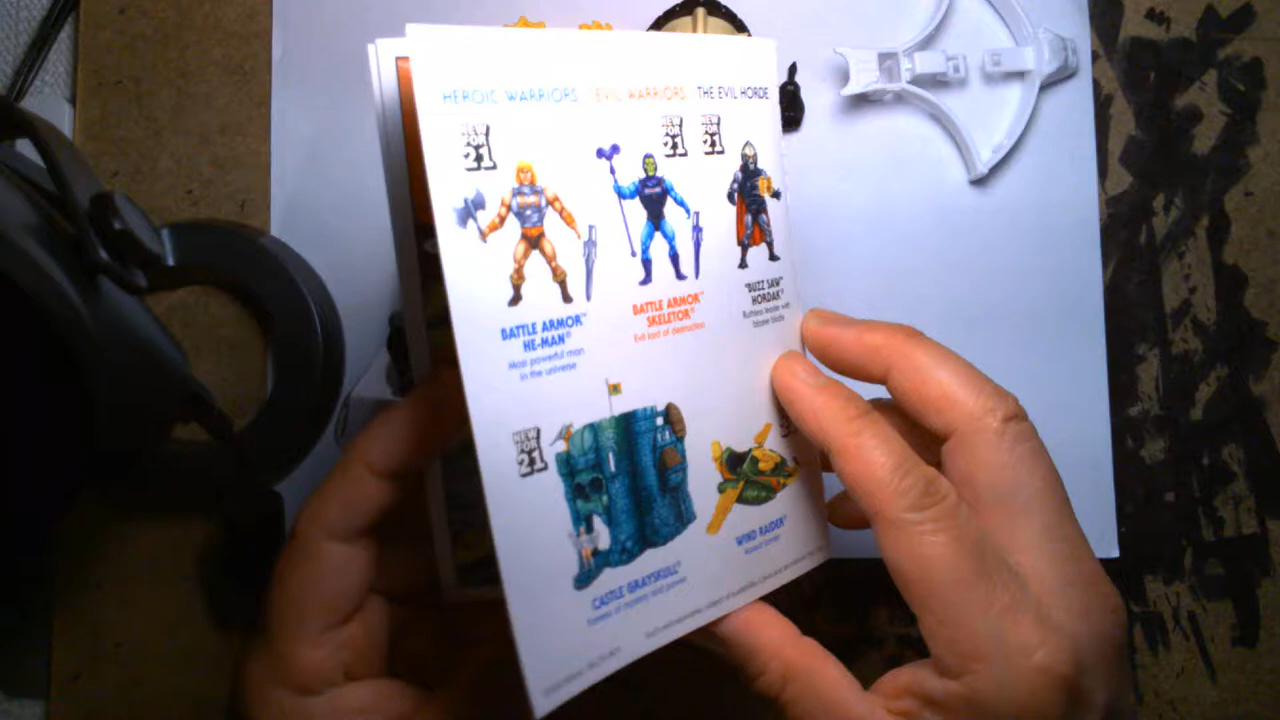 HEROIC WARRIORS EVIL WARRIORS THE EVIL HORDE
NEW FOR 21
NEW FOR 21
NEW FOR 21
BATTLE ARMOR™
HE-MAN®
Most powerful man
in the universe
BATTLE ARMOR™
SKELETOR®
Evil lord of destruction
"BUZZ SAW"
HORDAK®
Ruthless leader with
blaster blade
NEW FOR 21
CASTLE GRAYSKULL®
Fortress of mystery and power
WIND RAIDER®
Assault lander